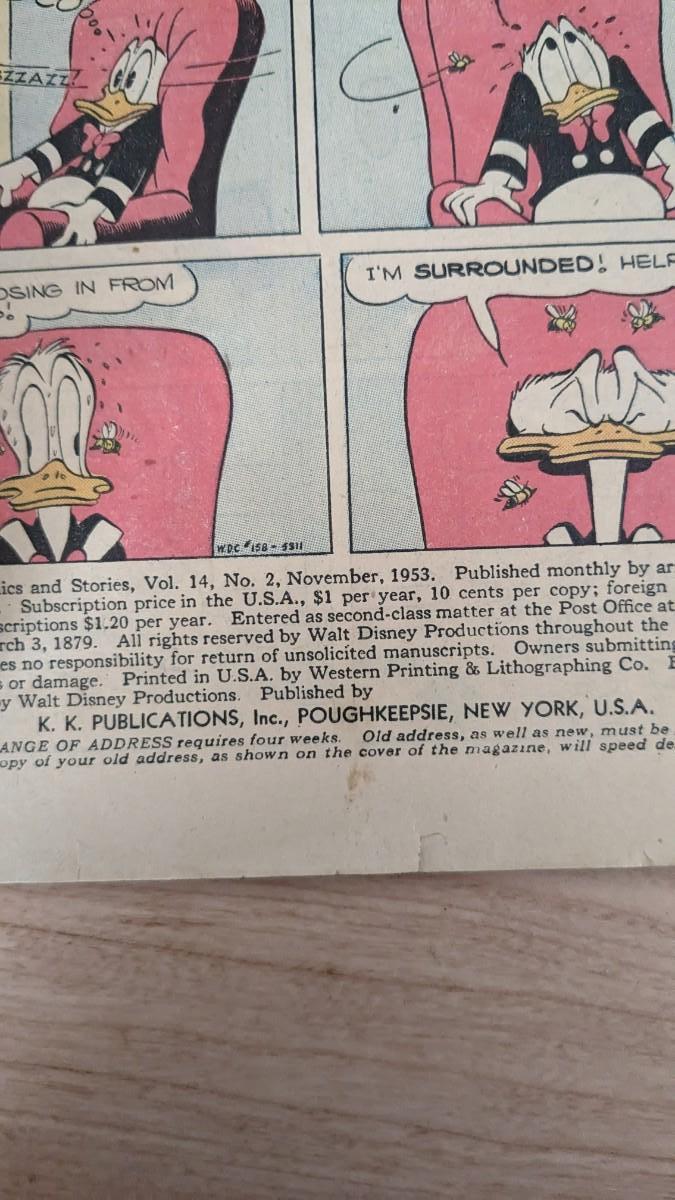 ZZAZZ!
OSING IN FROM
I'M SURROUNDED! HELP
W.D.C #158 - 5311
ics and Stories, Vol. 14, No. 2, November, 1953. Published monthly by ar
Subscription price in the U.S.A., $1 per year, 10 cents per copy; foreign
scriptions $1.20 per year. Entered as second-class matter at the Post Office at
rch 3, 1879. All rights reserved by Walt Disney Productions throughout the
es no responsibility for return of unsolicited manuscripts. Owners submitting
s or damage. Printed in U.S.A. by Western Printing & Lithographing Co.
y Walt Disney Productions. Published by
K. K. PUBLICATIONS, Inc., POUGHKEEPSIE, NEW YORK, U.S.A.
ANGE OF ADDRESS requires four weeks. Old address, as well as new, must be
opy of your old address, as shown on the cover of the magazine, will speed de